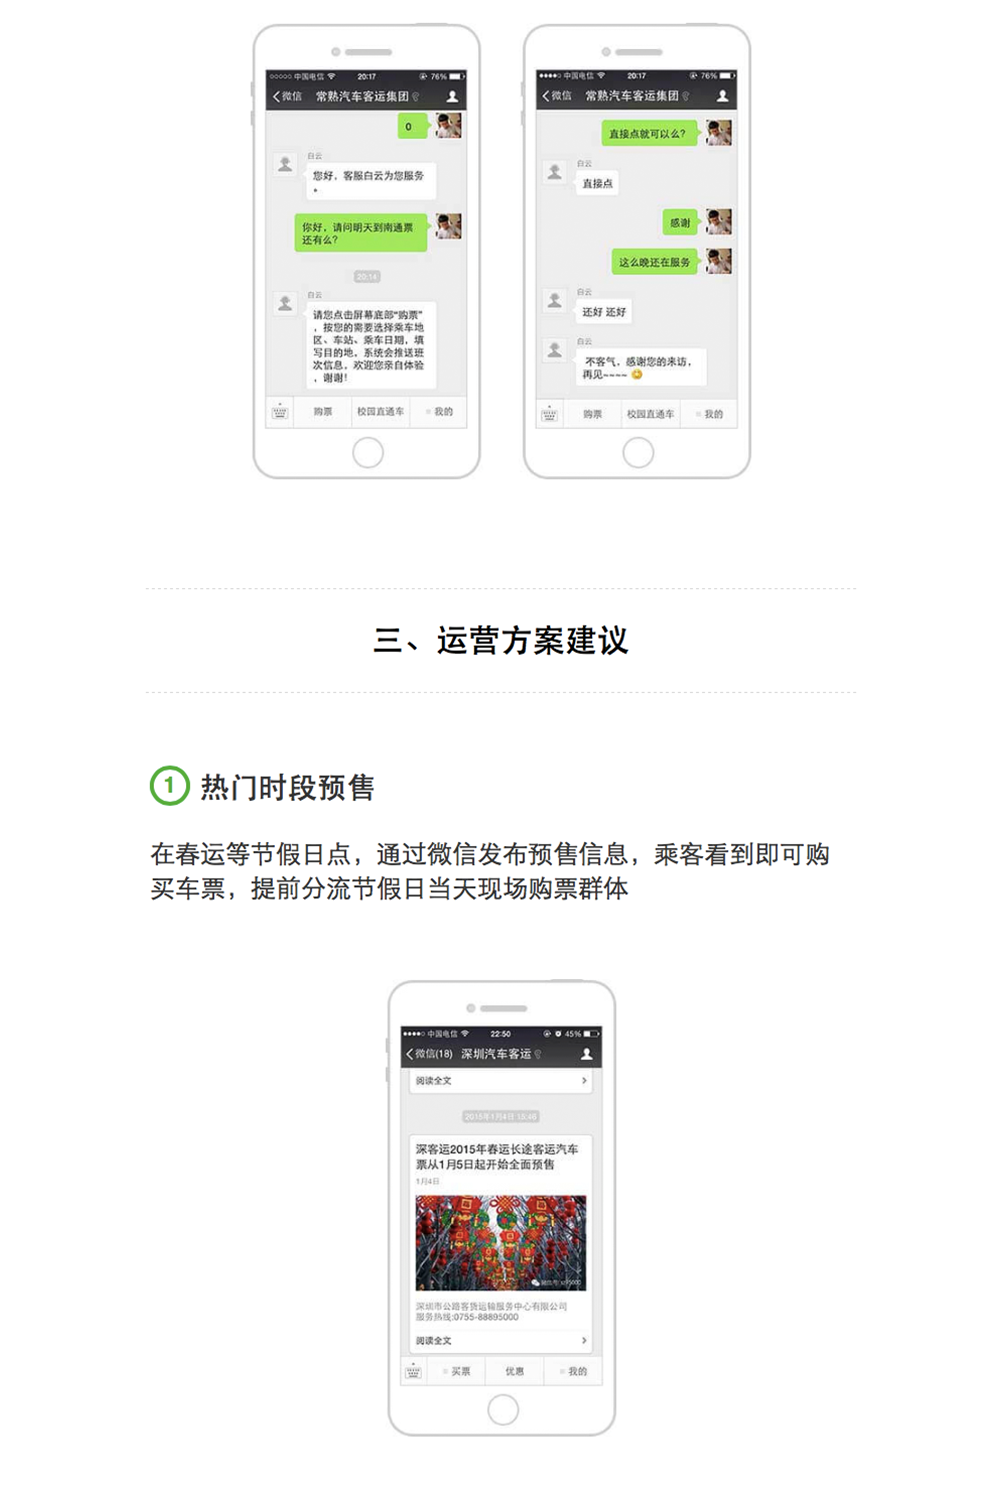 中国电信 20:17 76%
微信 常熟汽车客运集团
0
白云
您好，客服白云为您服务
。
你好，请问明天到南通票
还有么？
20:14
白云
请您点击屏幕底部“购票”
，按您的需要选择乘车地
区、车站、乘车日期，填
写目的地，系统会推送班
次信息，欢迎您亲自体验
，谢谢！
购票 校园直通车 我的
中国电信 20:17 76%
微信 常熟汽车客运集团
直接点就可以么？
白云
直接点
感谢
这么晚还在服务
白云
还好 还好
白云
不客气，感谢您的来访，
再见~~~~
购票 校园直通车 我的
三、运营方案建议
1 热门时段预售
在春运等节假日点，通过微信发布预售信息，乘客看到即可购
买车票，提前分流节假日当天现场购票群体
中国电信 22:50 45%
微信(18) 深圳汽车客运
阅读全文
2015年1月4日 15:46
深客运2015年春运长途客运汽车
票从1月5日起开始全面预售
1月4日
深圳市公路客货运输服务中心有限公司
服务热线:0755-88895000
阅读全文
买票 优惠 我的